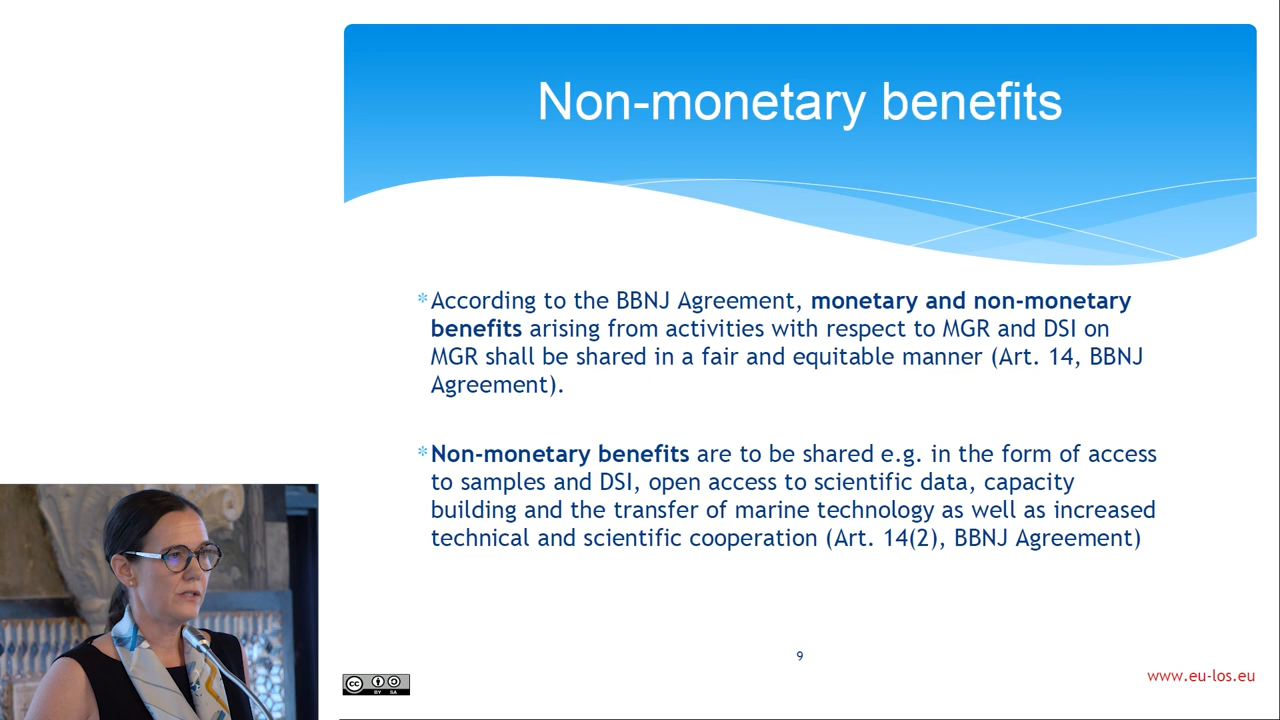 Non-monetary benefits
*According to the BBNJ Agreement, monetary and non-monetary
benefits arising from activities with respect to MGR and DSI on
MGR shall be shared in a fair and equitable manner (Art. 14, BBNJ
Agreement).
*Non-monetary benefits are to be shared e.g. in the form of access
to samples and DSI, open access to scientific data, capacity
building and the transfer of marine technology as well as increased
technical and scientific cooperation (Art. 14(2), BBNJ Agreement)
9
cc BY SA
www.eu-los.eu